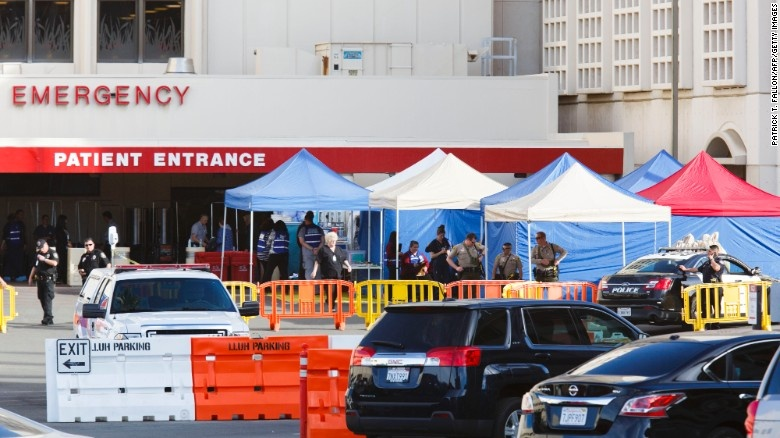 EMERGENCY
PATIENT ENTRANCE
POLICE
EXIT
LLUH PARKING
LLUH PARKING
PATRICK T. FALLON/AFP/GETTY IMAGES